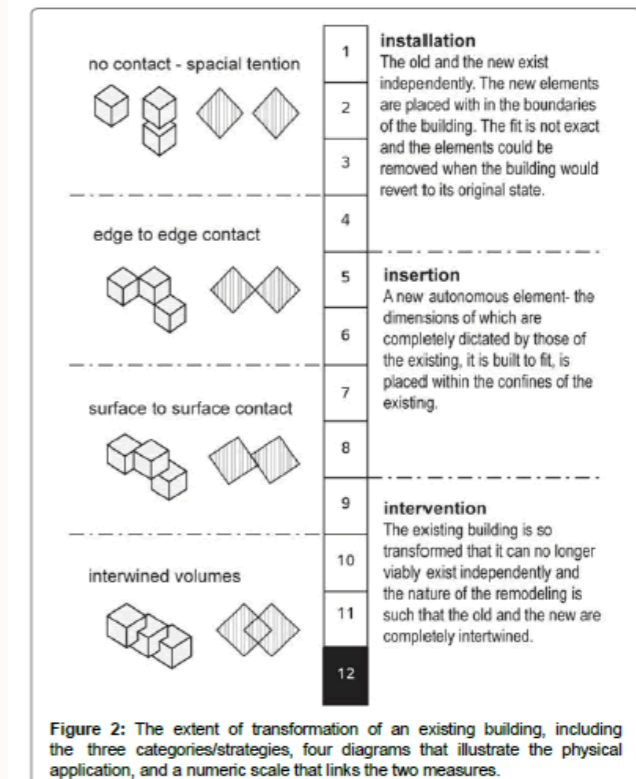 no contact - spacial tention
edge to edge contact
surface to surface contact
interwined volumes
1
2
3
4
5
6
7
8
9
10
11
12
installation
The old and the new exist
independently. The new elements
are placed with in the boundaries
of the building. The fit is not exact
and the elements could be
removed when the building would
revert to its original state.
insertion
A new autonomous element- the
dimensions of which are
completely dictated by those of
the existing, it is built to fit, is
placed within the confines of the
existing.
intervention
The existing building is so
transformed that it can no longer
viably exist independently and
the nature of the remodeling is
such that the old and the new are
completely intertwined.
Figure 2: The extent of transformation of an existing building, including
the three categories/strategies, four diagrams that illustrate the physical
application, and a numeric scale that links the two measures.